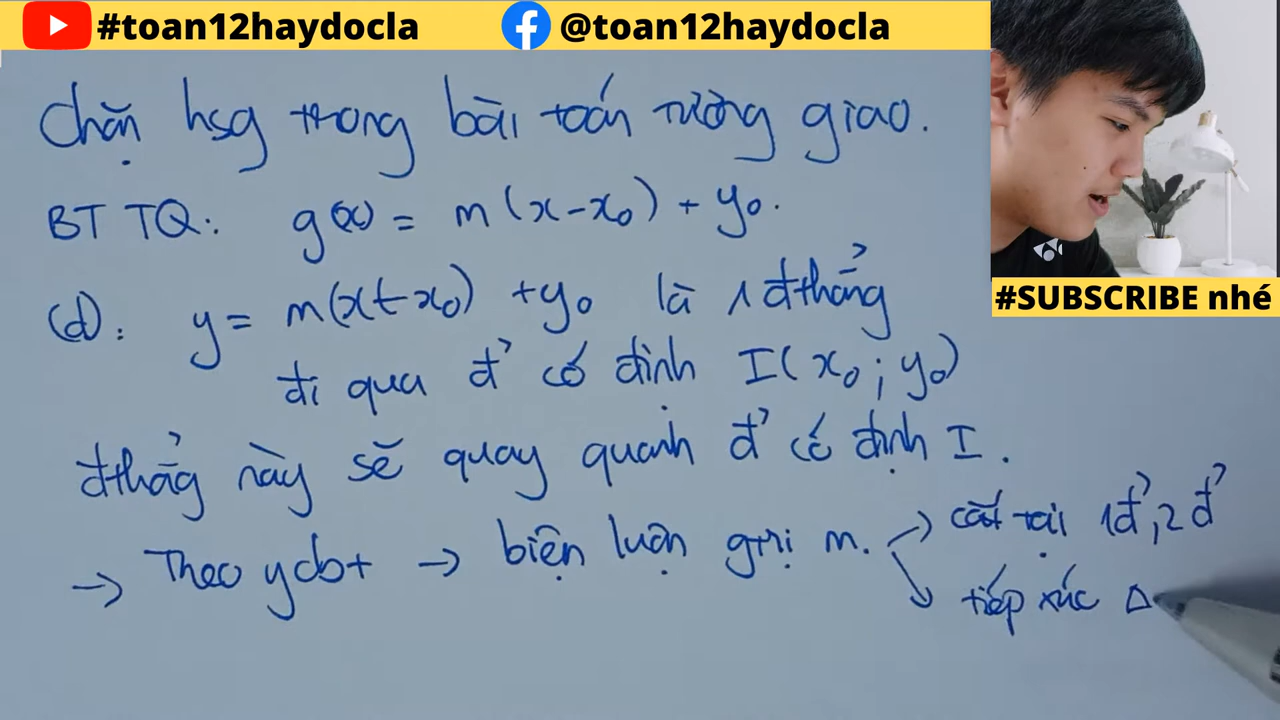 #toan12haydocla @toan12haydocla
Chặn hsg trong bài toán tương giao.
BT TQ: g(x) = m(x-x₀) + y₀.
(d): y = m(x-x₀) + y₀ là 1 đthẳng
đi qua đ̉ cố định I(x₀; y₀)
đthẳng này sẽ quay quanh đ̉ cố định I.
→ Theo ycbt → biện luận gtrị m. → cắt tại 1đ̉, 2đ̉
↘ tiếp xúc Δ
#SUBSCRIBE nhé